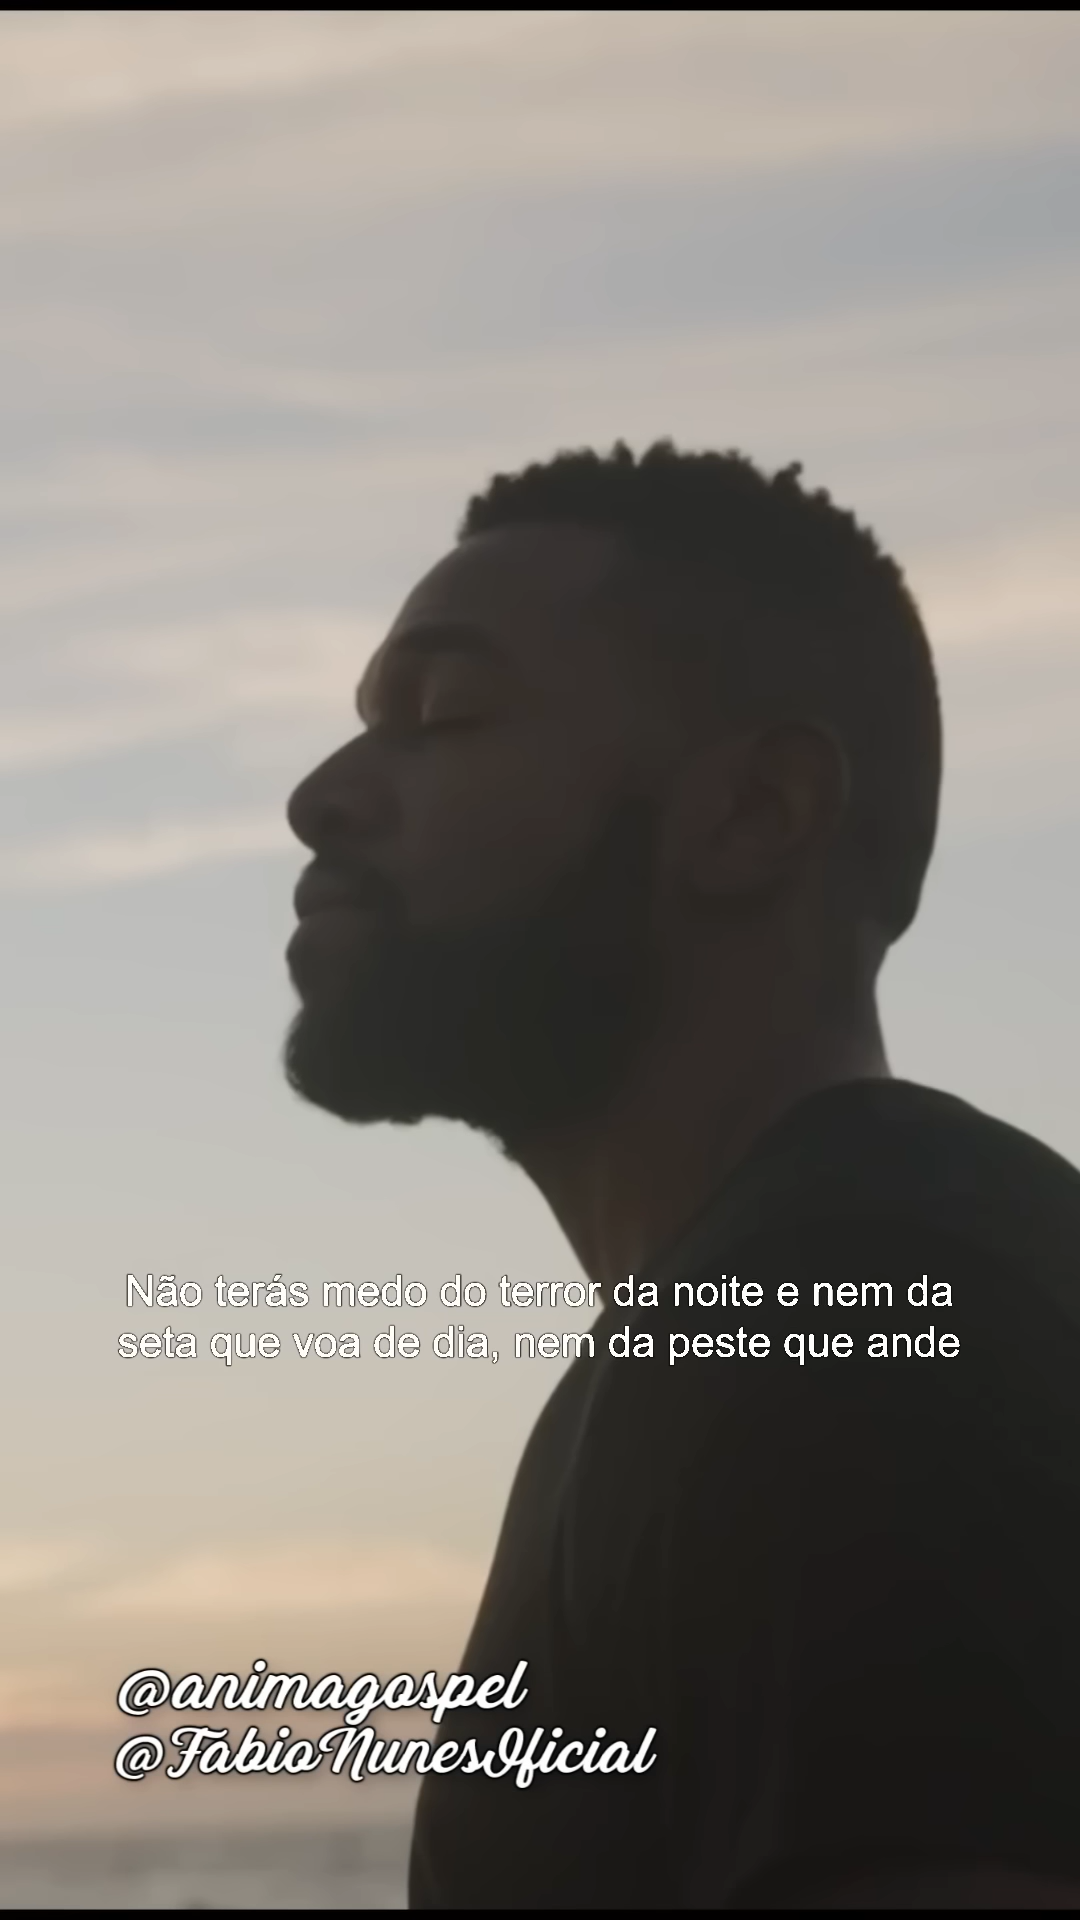 Não terás medo do terror da noite e nem da
seta que voa de dia, nem da peste que ande
@animagospel
@FabioNunesOficial